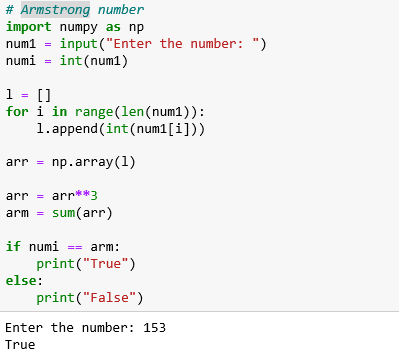 # Armstrong number
import numpy as np
num1 = input("Enter the number: ")
numi = int(num1)
l = []
for i in range(len(num1)):
    l.append(int(num1[i]))
arr = np.array(l)
arr = arr**3
arm = sum(arr)
if numi == arm:
    print("True")
else:
    print("False")
Enter the number: 153
True